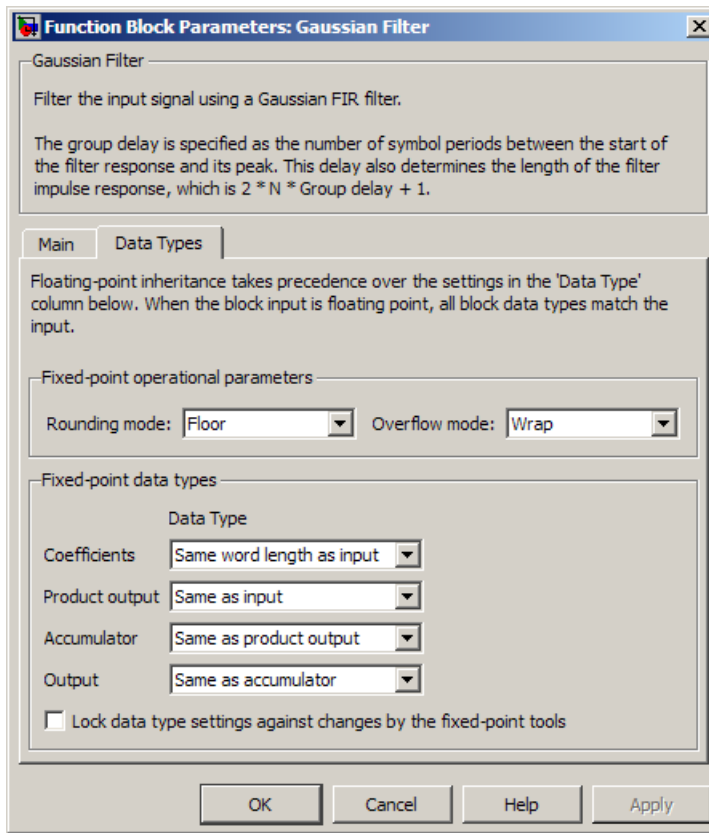 Function Block Parameters: Gaussian Filter
Gaussian Filter
Filter the input signal using a Gaussian FIR filter.
The group delay is specified as the number of symbol periods between the start of
the filter response and its peak. This delay also determines the length of the filter
impulse response, which is 2 * N * Group delay + 1.
Main Data Types
Floating-point inheritance takes precedence over the settings in the 'Data Type'
column below. When the block input is floating point, all block data types match the
input.
Fixed-point operational parameters
Rounding mode: Floor Overflow mode: Wrap
Fixed-point data types
Data Type
Coefficients Same word length as input
Product output Same as input
Accumulator Same as product output
Output Same as accumulator
Lock data type settings against changes by the fixed-point tools
OK Cancel Help Apply